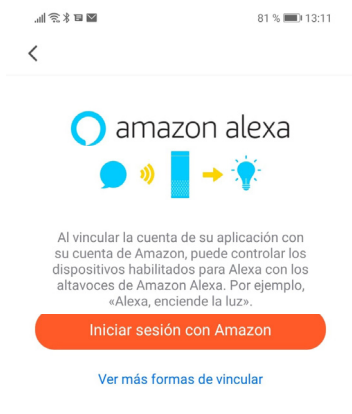 81 % 13:11
amazon alexa
Al vincular la cuenta de su aplicación con
su cuenta de Amazon, puede controlar los
dispositivos habilitados para Alexa con los
altavoces de Amazon Alexa. Por ejemplo,
«Alexa, enciende la luz».
Iniciar sesión con Amazon
Ver más formas de vincular